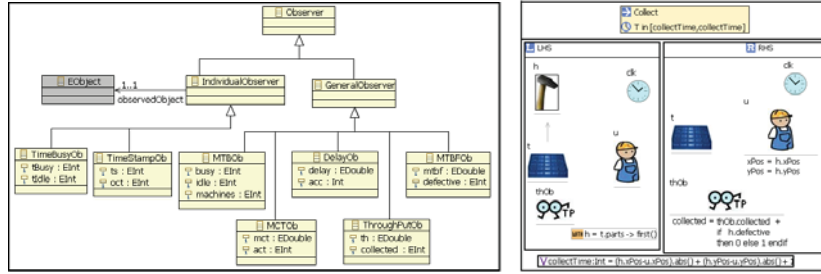 Observer
EObject
1..1
observedObject
IndividualObserver
GeneralObserver
TimeBusyOb
tBusy : EInt
tIdle : EInt
TimeStampOb
ts : EInt
oct : EInt
MTBOb
busy : EInt
idle : EInt
machines : EInt
DelayOb
delay : EDouble
acc : Int
MTBFOb
mtbf : EDouble
defective : EInt
MCTOb
mct : EDouble
act : EInt
ThroughPutOb
th : EDouble
collected : EInt
Collect
T in [collectTime,collectTime]
L LHS
h
clk
u
t
thOb
TP
WITH h = t.parts -> first()
R RHS
clk
u
t
xPos = h.xPos
yPos = h.yPos
thOb
TP
collected = thOb.collected +
if h.defective
then 0 else 1 endif
V collectTime:Int = (h.xPos-u.xPos).abs() + (h.yPos-u.yPos).abs()+